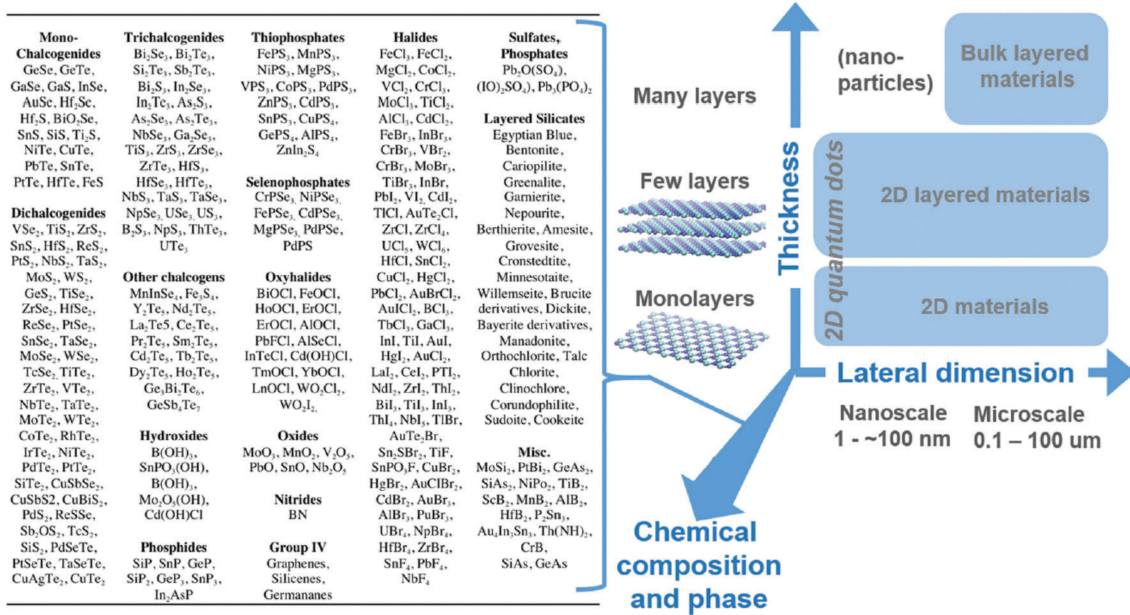 Mono-
Chalcogenides
GeSe, GeTe,
GaSe, GaS, InSe,
AuSe, Hf₂Se,
Hf₂S, BiO₂Se,
SnS, SiS, Ti₂S,
NiTe, CuTe,
PbTe, SnTe,
PtTe, HfTe, FeS
Dichalcogenides
VSe₂, TiS₂, ZrS₂,
SnS₂, HfS₂, ReS₂,
PtS₂, NbS₂, TaS₂,
MoS₂, WS₂,
GeS₂, TiSe₂,
ZrSe₂, HfSe₂,
ReSe₂, PtSe₂,
SnSe₂, TaSe₂,
MoSe₂, WSe₂,
TcSe₂, TiTe₂,
ZrTe₂, VTe₂,
NbTe₂, TaTe₂,
MoTe₂, WTe₂,
CoTe₂, RhTe₂,
IrTe₂, NiTe₂,
PdTe₂, PtTe₂,
SiTe₂, CuSbSe₂,
CuSbS2, CuBiS₂,
PdS₂, ReSSe,
Sb₂OS₂, TcS₂,
SiS₂, PdSeTe,
PtSeTe, TaSeTe,
CuAgTe₂, CuTe₂
Trichalcogenides
Bi₂Se₃, Bi₂Te₃,
Si₂Te₃, Sb₂Te₃,
Bi₂S₃, In₂Se₃,
In₂Te₃, As₂S₃,
As₂Se₃, As₂Te₃,
NbSe₃, Ga₂Se₃,
TiS₃, ZrS₃, ZrSe₃,
ZrTe₃, HfS₃,
HfSe₃, HfTe₃,
NbS₃, TaS₃, TaSe₃,
NpSe₃, USe₃, US₃,
B₂S₃, NpS₃, ThTe₃,
UTe₃
Other chalcogens
MnInSe₄, Fe₃S₄,
Y₂Te₅, Nd₂Te₅,
La₂Te5, Ce₂Te₅,
Pr₂Te₅, Sm₂Te₅,
Cd₂Te₅, Tb₂Te₅,
Dy₂Te₅, Ho₂Te₅,
Ge₃Bi₂Te₆,
GeSb₄Te₇
Hydroxides
B(OH)₃,
SnPO₃(OH),
B(OH)₃,
Mo₂O₅(OH),
Cd(OH)Cl
Phosphides
SiP, SnP, GeP,
SiP₂, GeP₃, SnP₃,
In₂AsP
Thiophosphates
FePS₃, MnPS₃,
NiPS₃, MgPS₃,
VPS₃, CoPS₃, PdPS₃,
ZnPS₃, CdPS₃,
SnPS₃, CuPS₄,
GePS₄, AlPS₄,
ZnIn₂S₄
Selenophosphates
CrPSe₃, NiPSe₃,
FePSe₃, CdPSe₃,
MgPSe₃, PdPSe,
PdPS
Oxyhalides
BiOCl, FeOCl,
HoOCl, ErOCl,
ErOCl, AlOCl,
PbFCl, AlSeCl,
InTeCl, Cd(OH)Cl,
TmOCl, YbOCl,
LnOCl, WO₂Cl₂,
WO₂I₂
Oxides
MoO₃, MnO₂, V₂O₅,
PbO, SnO, Nb₂O₅
Nitrides
BN
Group IV
Graphenes,
Silicenes,
Germananes
Halides
FeCl₃, FeCl₂,
MgCl₂, CoCl₂,
VCl₂, CrCl₃,
MoCl₃, TiCl₂,
AlCl₃, CdCl₂,
FeBr₃, InBr₃,
CrBr₃, VBr₂,
CrBr₃, MoBr₃,
TiBr₃, InBr,
PbI₂, VI₂, CdI₂,
TlCl, AuTe₂Cl,
ZrCl, ZrCl₄,
UCl₅, WCl₆,
HfCl, SnCl₂,
CuCl₂, HgCl₂,
PbCl₂, AuBrCl₂,
AuICl₂, BCl₃,
TbCl₃, GaCl₃,
InI, TiI, AuI,
HgI₂, AuCl₂,
LaI₂, CeI₂, PTI₂,
NdI₂, ZrI, ThI₂,
BiI₃, TiI₃, InI₃,
ThI₄, NbI₅, TlBr,
AuTe₂Br,
Sn₂SBr₂, TiF,
SnPO₃F, CuBr₂,
HgBr₂, AuClBr₂,
CdBr₂, AuBr₃,
AlBr₃, PuBr₃,
UBr₄, NpBr₄,
HfBr₄, ZrBr₄,
SnF₄, PbF₄,
NbF₄
Sulfates,
Phosphates
Pb₂O(SO₄),
(IO)₂SO₄), Pb₃(PO₄)₂
Layered Silicates
Egyptian Blue,
Bentonite,
Cariopilite,
Greenalite,
Garnierite,
Nepourite,
Berthierite, Amesite,
Grovesite,
Cronstedtite,
Minnesotaite,
Willemseite, Brucite
derivatives, Dickite,
Bayerite derivatives,
Manadonite,
Orthochlorite, Talc
Chlorite,
Clinochlore,
Corundophilite,
Sudoite, Cookeite
Misc.
MoSi₂, PtBi₂, GeAs₂,
SiAs₂, NiPo₂, TiB₂,
ScB₂, MnB₂, AlB₂,
HfB₂, P₂Sn₃,
Au₄In₃Sn₃, Th(NH)₂,
CrB,
SiAs, GeAs
Many layers
Few layers
Monolayers
Thickness
(nano-
particles)
Bulk layered
materials
2D quantum dots
2D layered materials
2D materials
Lateral dimension
Nanoscale
1 - ~100 nm
Microscale
0.1 – 100 um
Chemical
composition
and phase